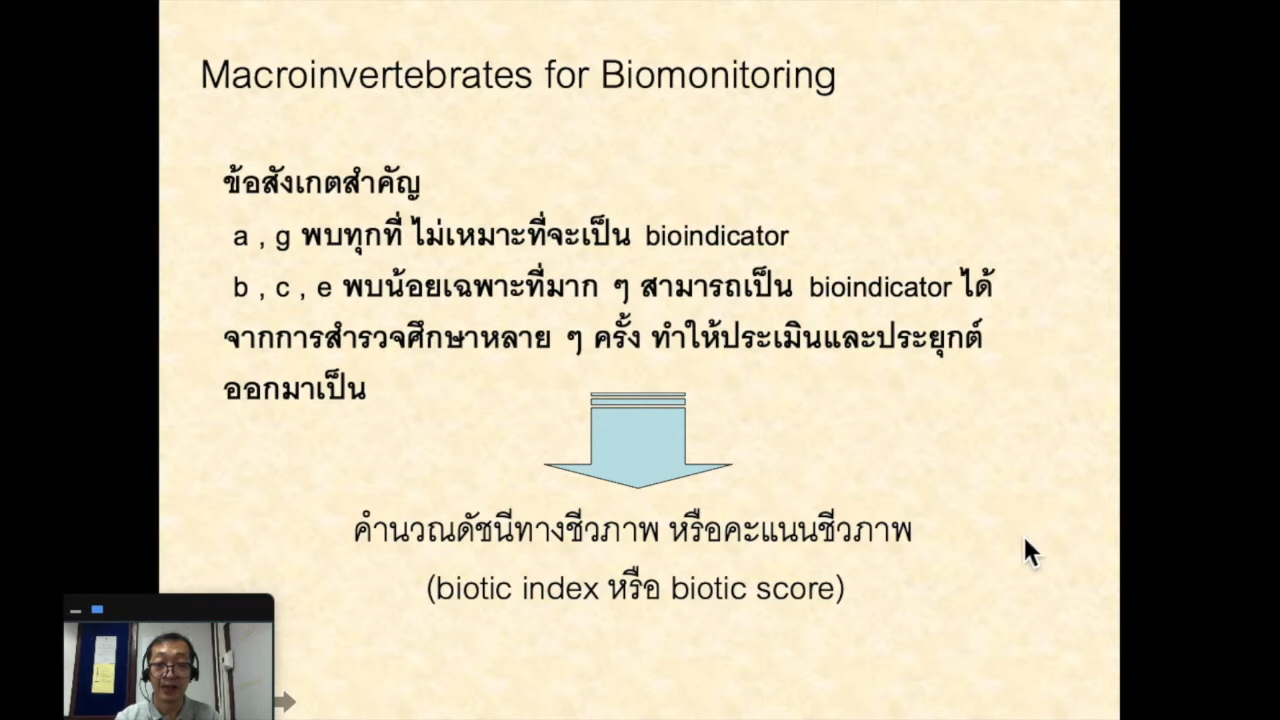 Macroinvertebrates for Biomonitoring
ข้อสังเกตสำคัญ
a , g พบทุกที่ ไม่เหมาะที่จะเป็น bioindicator
b , c , e พบน้อยเฉพาะที่มาก ๆ สามารถเป็น bioindicator ได้
จากการสำรวจศึกษาหลาย ๆ ครั้ง ทำให้ประเมินและประยุกต์
ออกมาเป็น
คำนวณดัชนีทางชีวภาพ หรือคะแนนชีวภาพ
(biotic index หรือ biotic score)